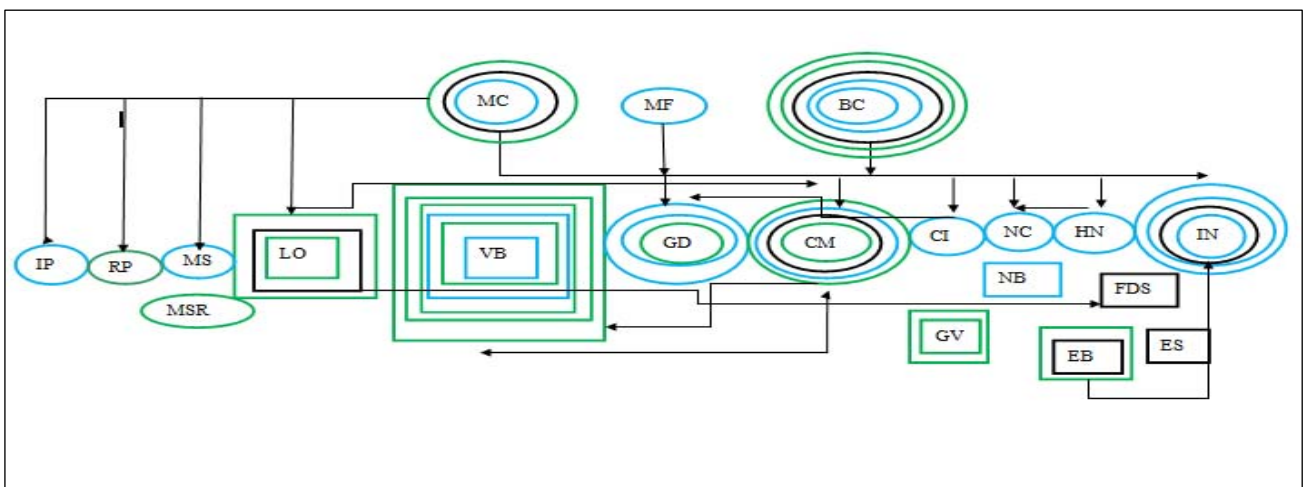 MC
MF
BC
IP
RP
MS
LO
VB
GD
CM
CI
NC
HN
IN
MSR
NB
FDS
GV
EB
ES